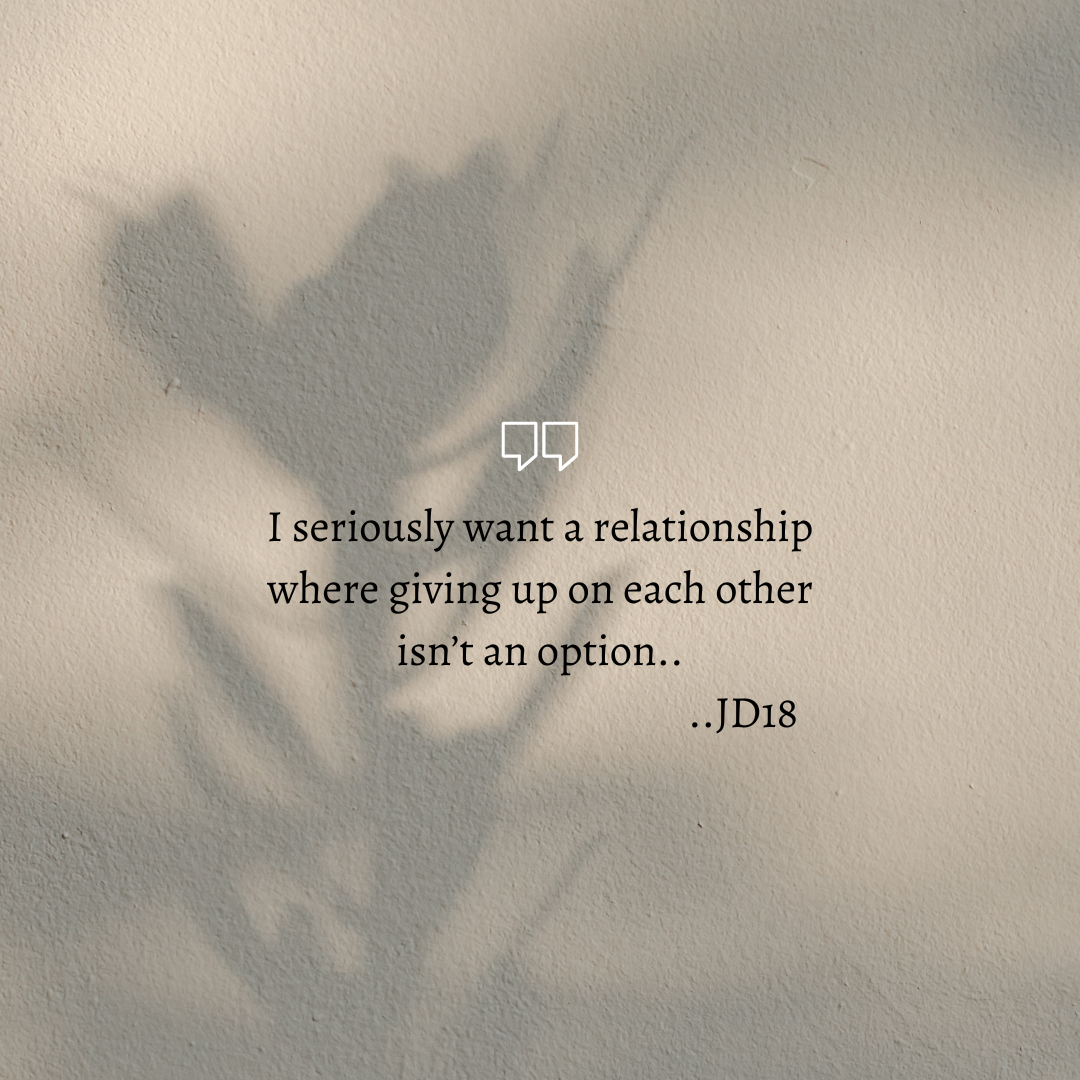 I seriously want a relationship
where giving up on each other
isn’t an option..
..JD18